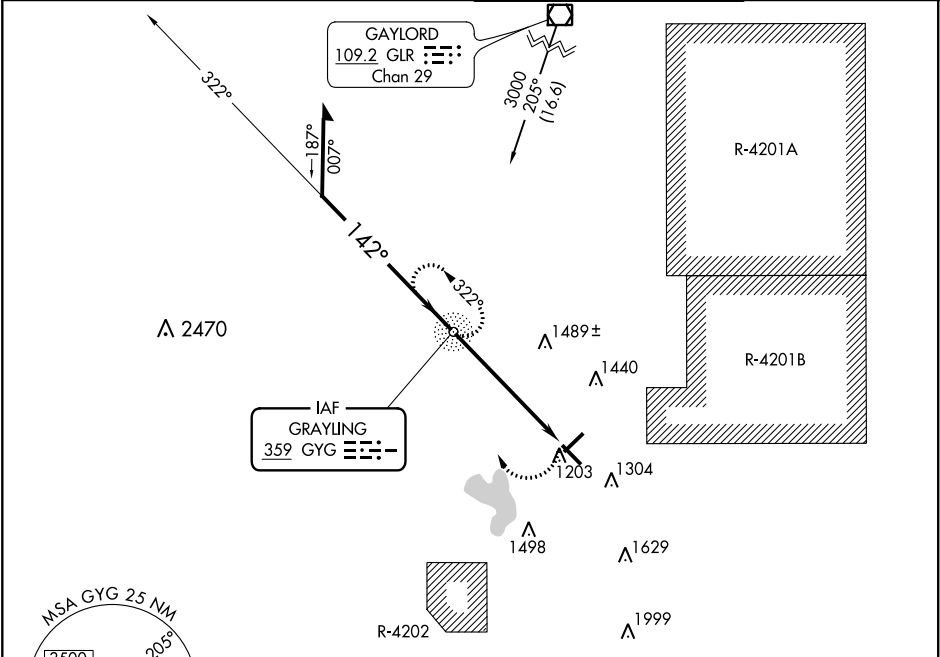 GAYLORD
109.2 GLR
Chan 29
3000
205°
(16.6)
322°
187°
007°
R-4201A
142°
322°
2470
1489±
1440
R-4201B
IAF
GRAYLING
359 GYG
1203
1304
1498
1629
R-4202
1999
MSA GYG 25 NM
205°